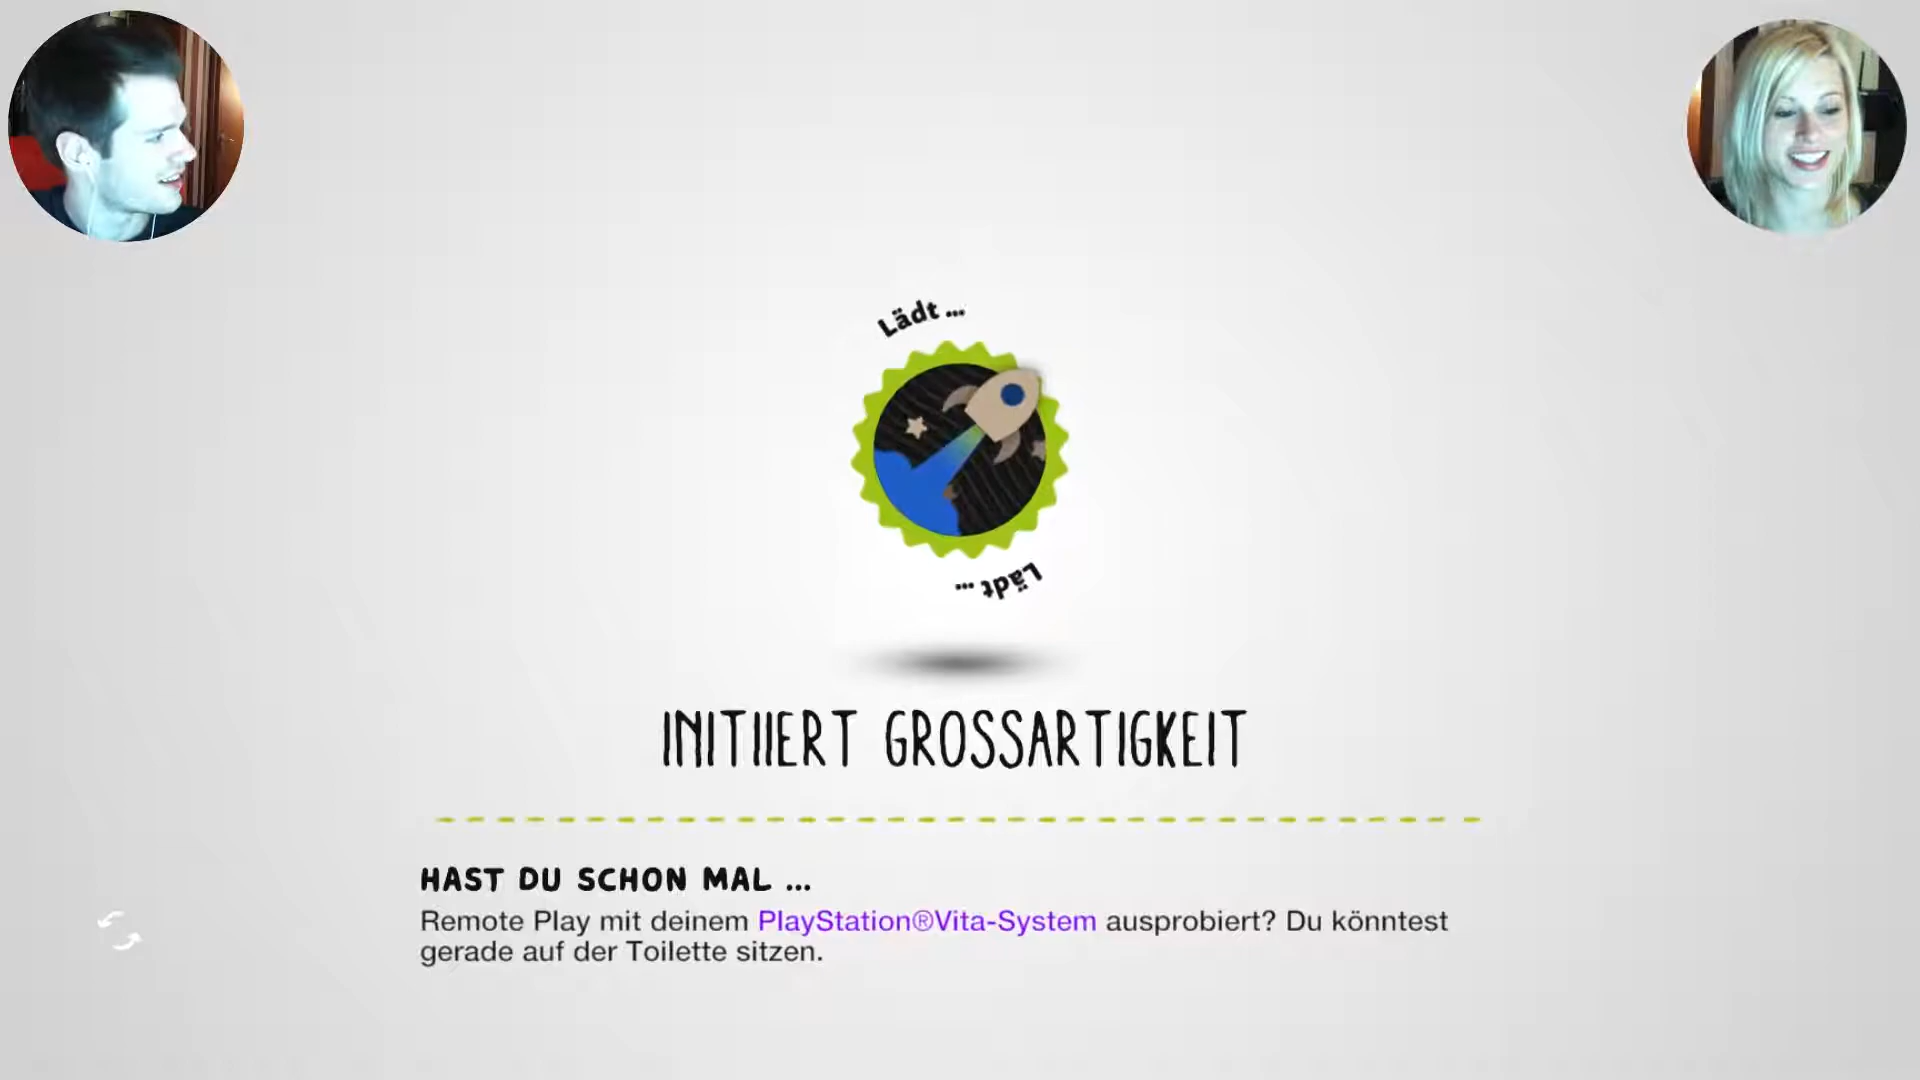 Lädt ...
Lädt ...
INITIIERT GROSSARTIGKEIT
HAST DU SCHON MAL ...
Remote Play mit deinem PlayStation®Vita-System ausprobiert? Du könntest
gerade auf der Toilette sitzen.